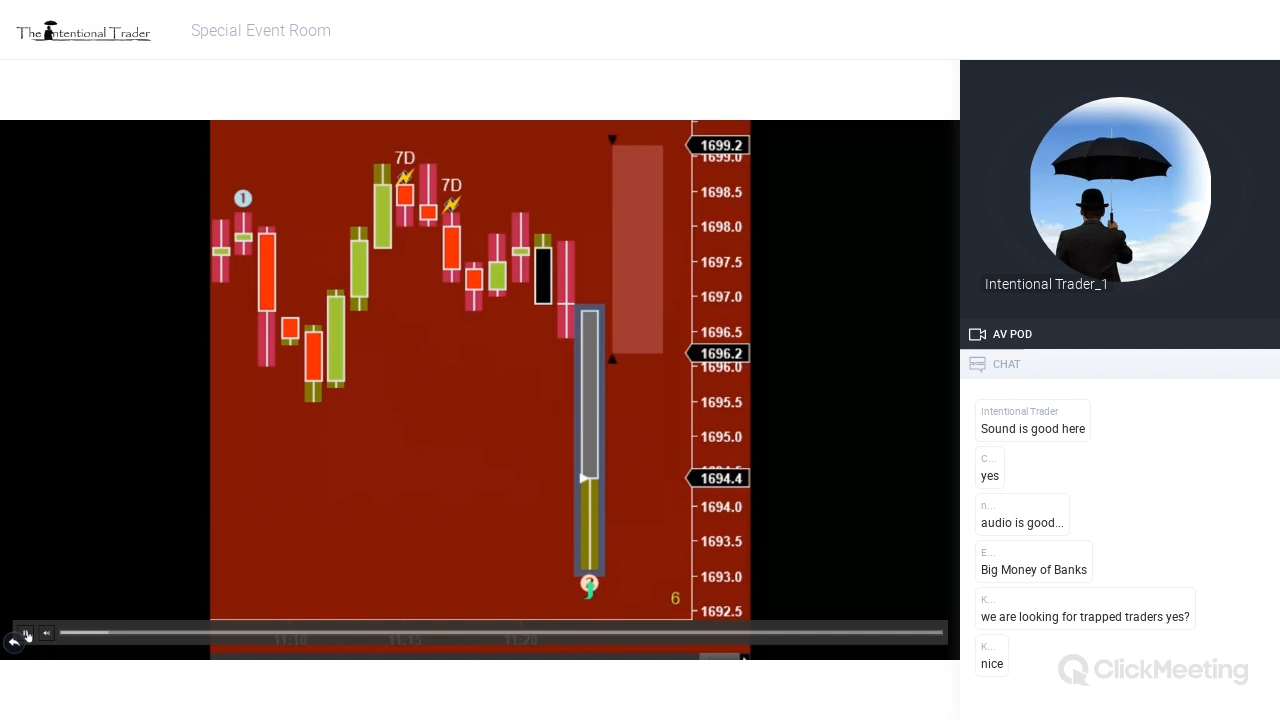 The Intentional Trader
Special Event Room
7D
7D
1
1699.2
1699.0
1698.5
1698.0
1697.5
1697.0
1696.5
1696.2
1696.0
1695.5
1695.0
1694.4
1694.0
1693.5
1693.0
1692.5
6
11:10
11:15
11:20
Intentional Trader_1
AV POD
CHAT
Intentional Trader
Sound is good here
C...
yes
n...
audio is good...
E...
Big Money of Banks
K...
we are looking for trapped traders yes?
K...
nice
ClickMeeting